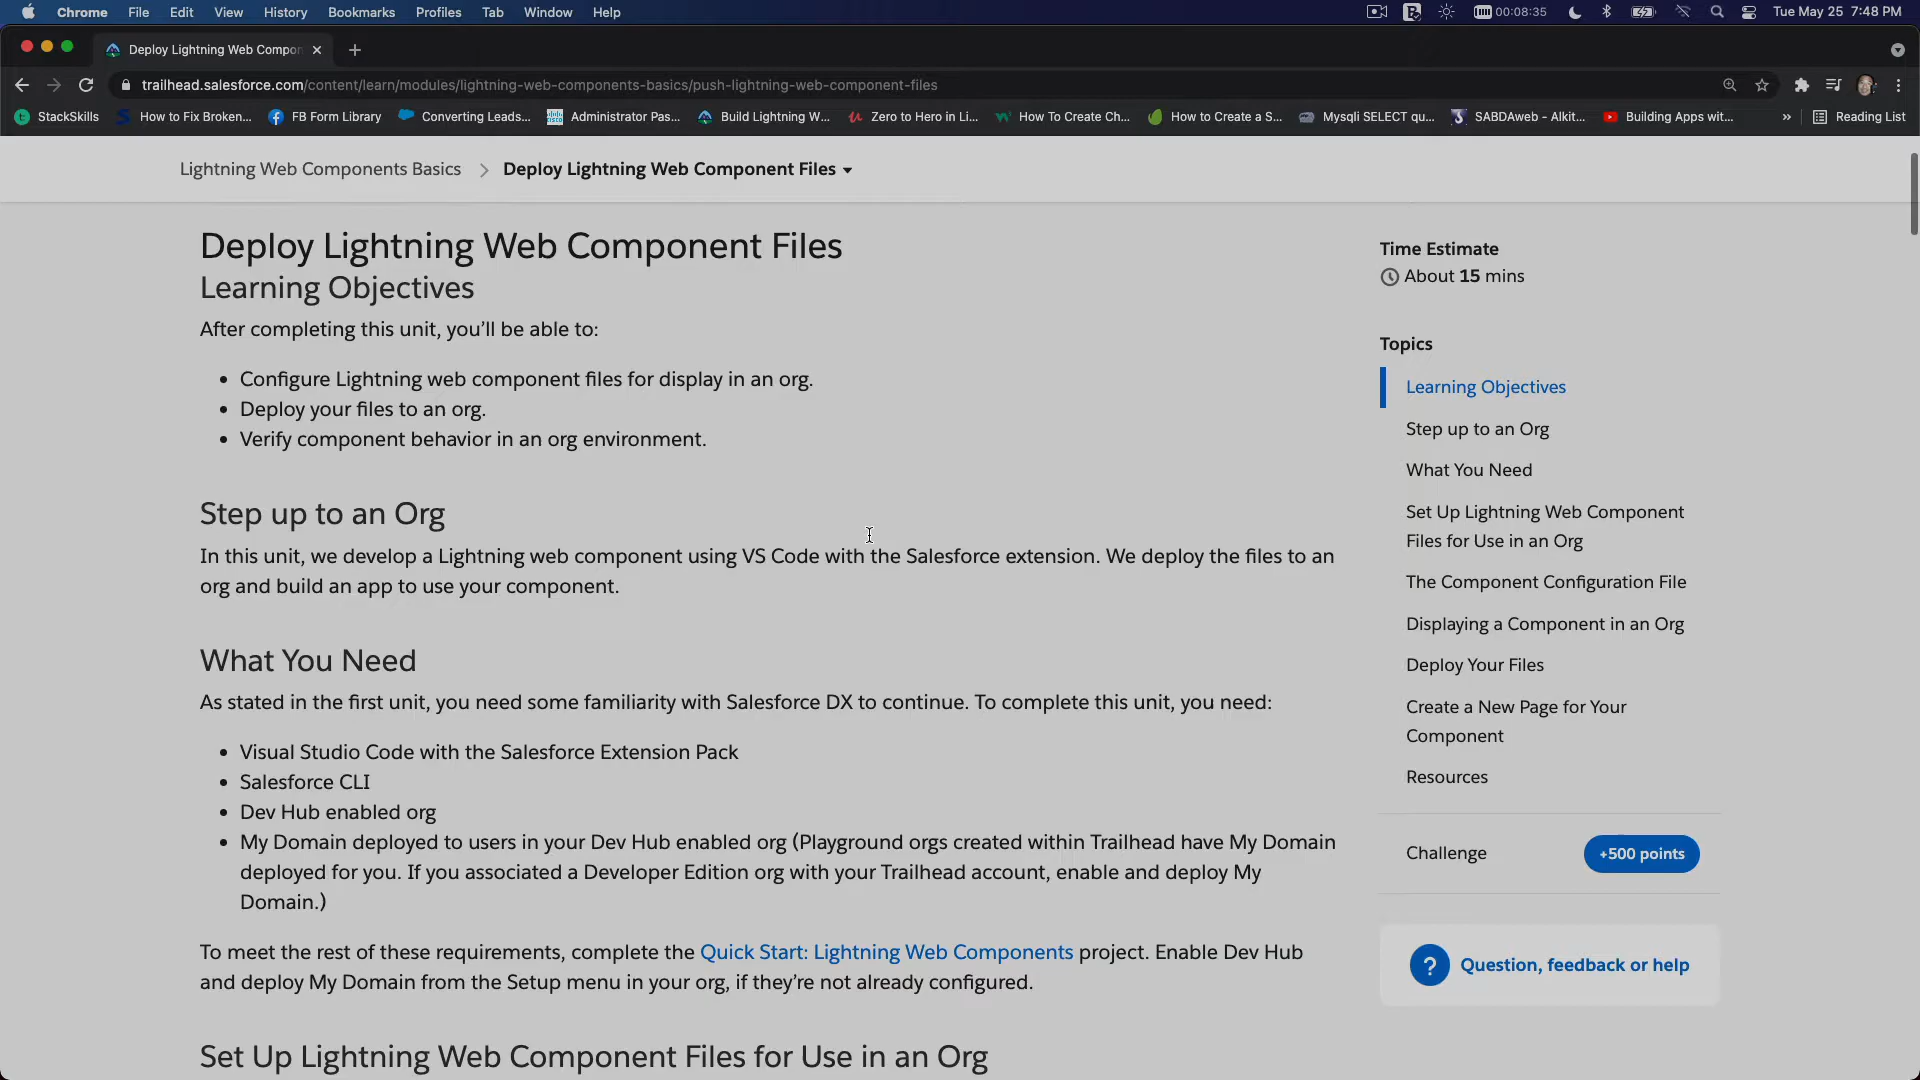 Chrome File Edit View History Bookmarks Profiles Tab Window Help 00:08:35 Tue May 25 7:48 PM
Deploy Lightning Web Compon
trailhead.salesforce.com/content/learn/modules/lightning-web-components-basics/push-lightning-web-component-files
StackSkills How to Fix Broken... FB Form Library Converting Leads... Administrator Pas... Build Lightning W... Zero to Hero in Li... How To Create Ch... How to Create a S... Mysqli SELECT qu... SABDAweb - Alkit... Building Apps wit... » Reading List
Lightning Web Components Basics Deploy Lightning Web Component Files
Deploy Lightning Web Component Files
Learning Objectives
After completing this unit, you’ll be able to:
• Configure Lightning web component files for display in an org.
• Deploy your files to an org.
• Verify component behavior in an org environment.
Step up to an Org
In this unit, we develop a Lightning web component using VS Code with the Salesforce extension. We deploy the files to an
org and build an app to use your component.
What You Need
As stated in the first unit, you need some familiarity with Salesforce DX to continue. To complete this unit, you need:
• Visual Studio Code with the Salesforce Extension Pack
• Salesforce CLI
• Dev Hub enabled org
• My Domain deployed to users in your Dev Hub enabled org (Playground orgs created within Trailhead have My Domain
deployed for you. If you associated a Developer Edition org with your Trailhead account, enable and deploy My
Domain.)
To meet the rest of these requirements, complete the Quick Start: Lightning Web Components project. Enable Dev Hub
and deploy My Domain from the Setup menu in your org, if they’re not already configured.
Set Up Lightning Web Component Files for Use in an Org
Time Estimate
About 15 mins
Topics
Learning Objectives
Step up to an Org
What You Need
Set Up Lightning Web Component
Files for Use in an Org
The Component Configuration File
Displaying a Component in an Org
Deploy Your Files
Create a New Page for Your
Component
Resources
Challenge +500 points
? Question, feedback or help